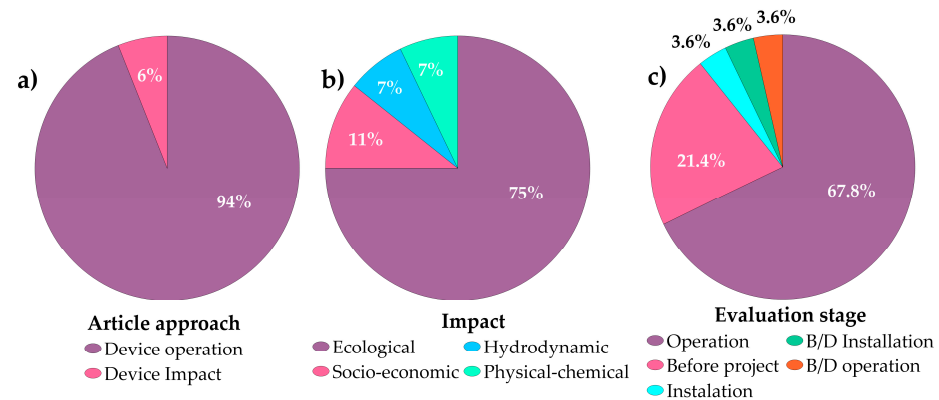 a)
6%
94%
Article approach
Device operation
Device Impact
b)
7%
7%
11%
75%
Impact
Ecological
Hydrodynamic
Socio-economic
Physical-chemical
c)
3.6%
3.6%
3.6%
21.4%
67.8%
Evaluation stage
Operation
B/D Installation
Before project
B/D operation
Instalation